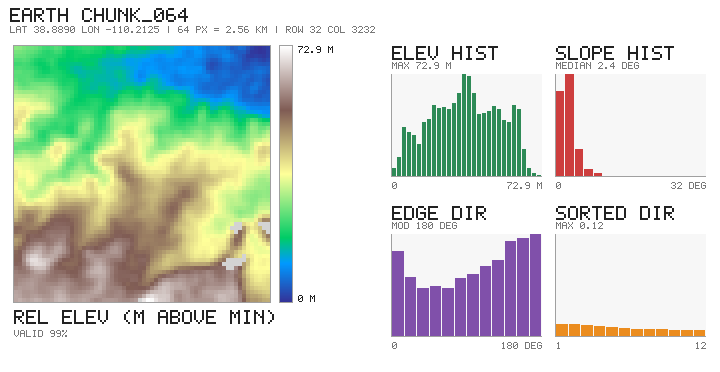 EARTH CHUNK_064
LAT 38.8890 LON -110.2125 | 64 PX = 2.56 KM | ROW 32 COL 3232
72.9 M
0 M
REL ELEV (M ABOVE MIN)
VALID 99%
ELEV HIST
MAX 72.9 M
0 72.9 M
SLOPE HIST
MEDIAN 2.4 DEG
0 32 DEG
EDGE DIR
MOD 180 DEG
0 180 DEG
SORTED DIR
MAX 0.12
1 12